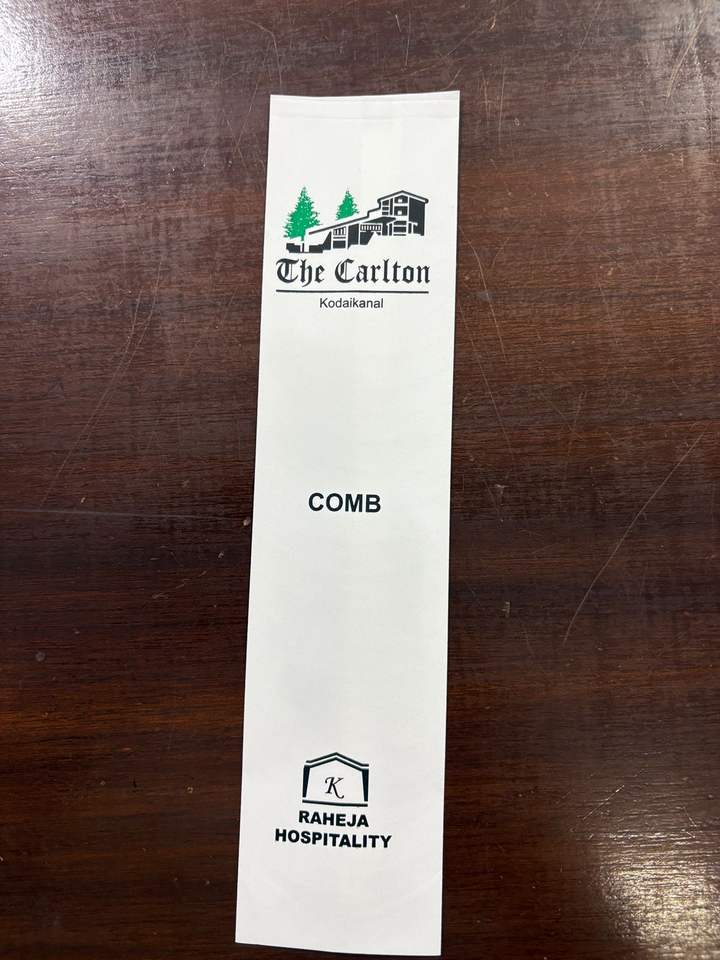 The Carlton
Kodaikanal
COMB
K
RAHEJA
HOSPITALITY